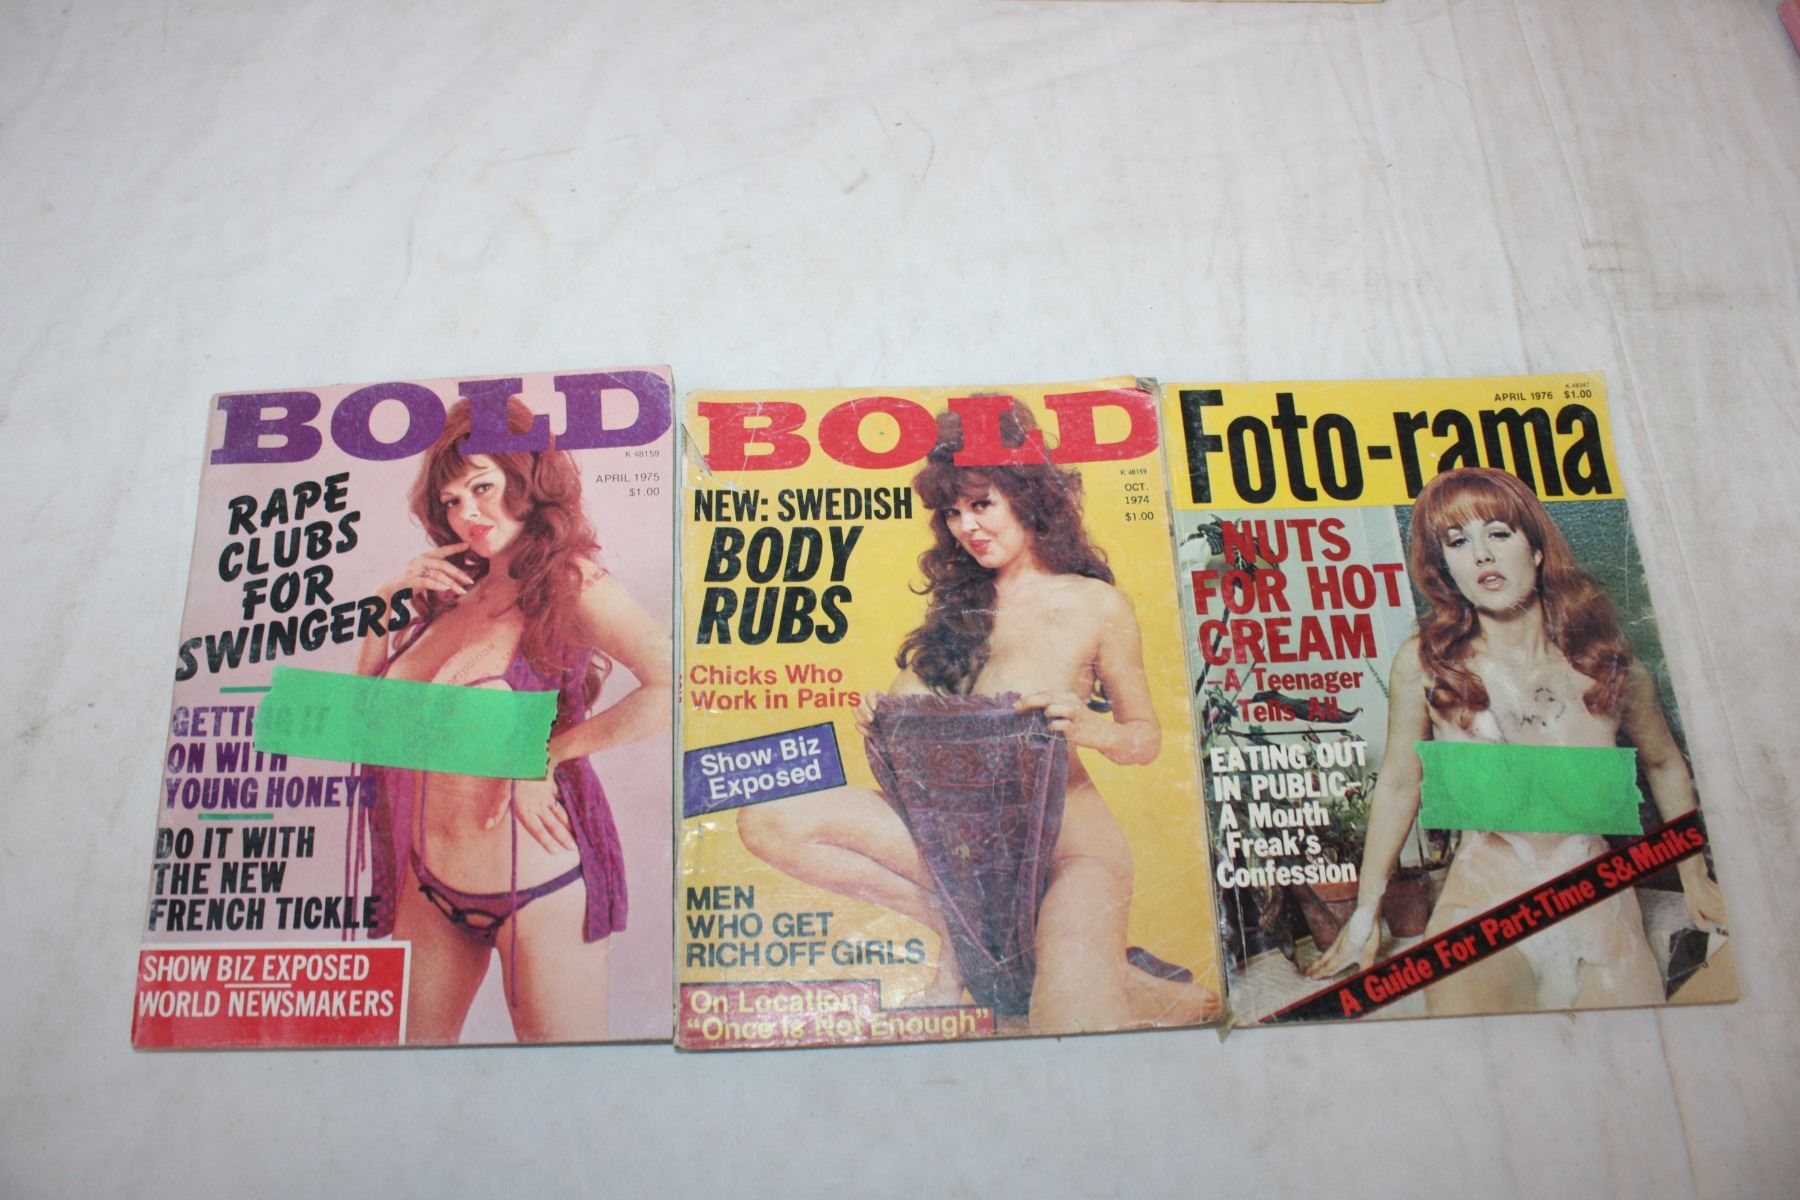 BOLD
K 48159
APRIL 1975
$1.00
RAPE
CLUBS
FOR
SWINGERS
GETTING IT
ON WITH
YOUNG HONEYS
DO IT WITH
THE NEW
FRENCH TICKLE
SHOW BIZ EXPOSED
WORLD NEWSMAKERS
BOLD
K 48159
OCT.
1974
$1.00
NEW: SWEDISH
BODY
RUBS
Chicks Who
Work in Pairs
Show Biz
Exposed
MEN
WHO GET
RICH OFF GIRLS
On Location:
"Once Is Not Enough"
K 48347
APRIL 1976 $1.00
Foto-rama
NUTS
FOR HOT
CREAM
-A Teenager
Tells All
EATING OUT
IN PUBLIC-
A Mouth
Freak's
Confession
A Guide For Part-Time S&Mniks